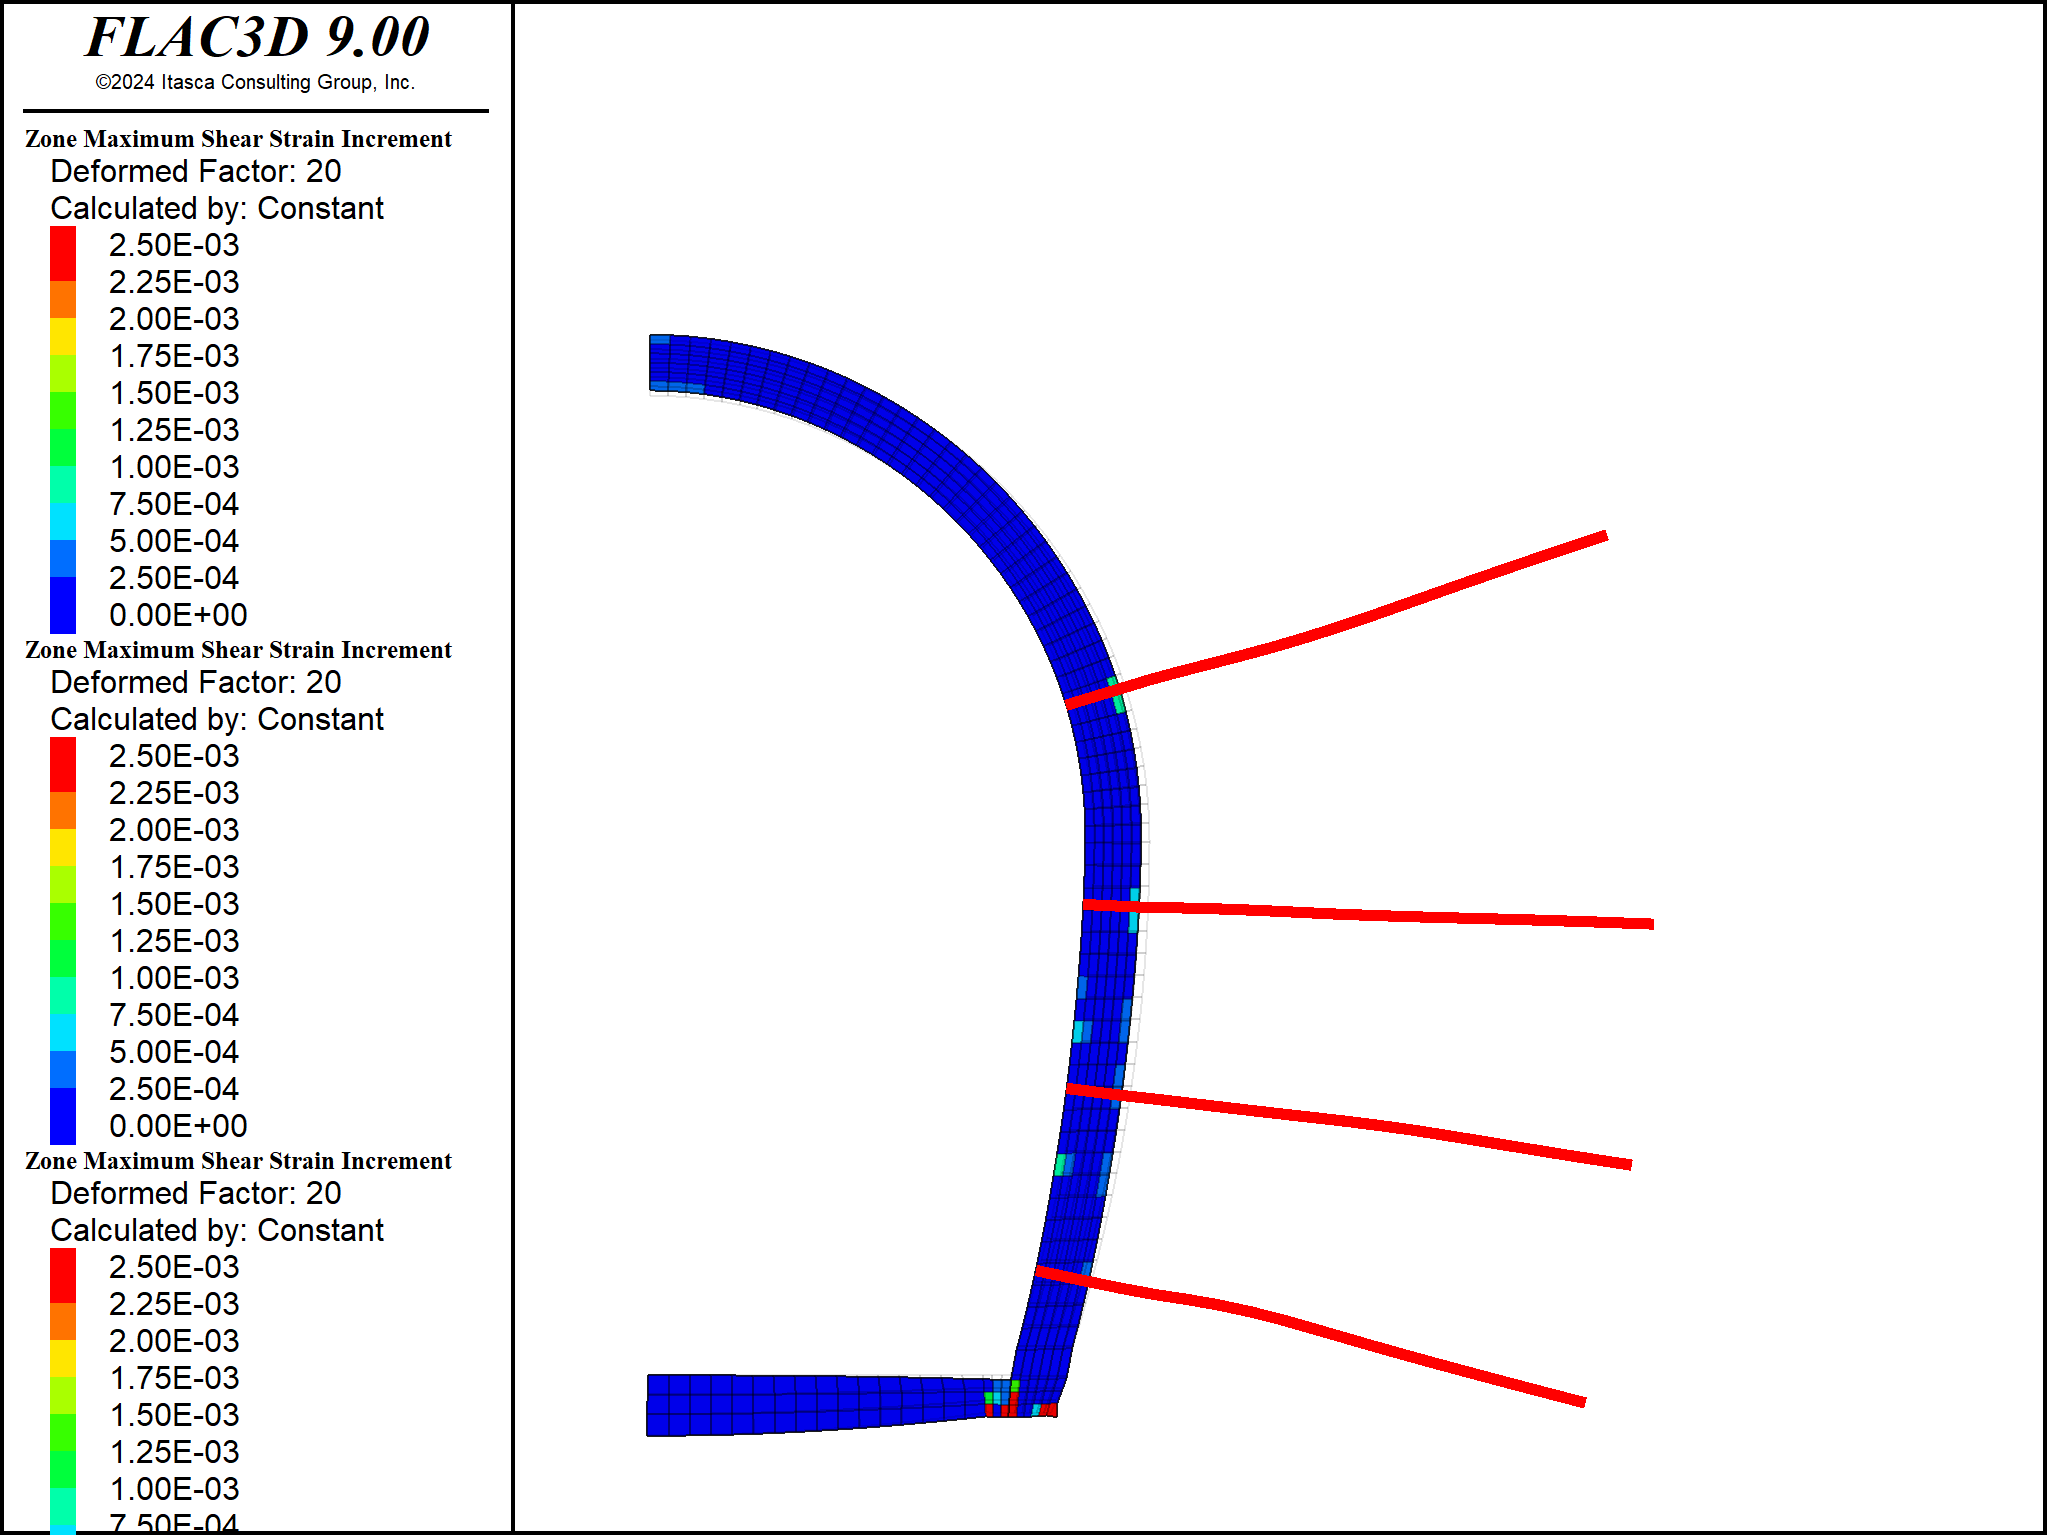 FLAC3D 9.00
©2024 Itasca Consulting Group, Inc.
Zone Maximum Shear Strain Increment
Deformed Factor: 20
Calculated by: Constant
2.50E-03
2.25E-03
2.00E-03
1.75E-03
1.50E-03
1.25E-03
1.00E-03
7.50E-04
5.00E-04
2.50E-04
0.00E+00
Zone Maximum Shear Strain Increment
Deformed Factor: 20
Calculated by: Constant
2.50E-03
2.25E-03
2.00E-03
1.75E-03
1.50E-03
1.25E-03
1.00E-03
7.50E-04
5.00E-04
2.50E-04
0.00E+00
Zone Maximum Shear Strain Increment
Deformed Factor: 20
Calculated by: Constant
2.50E-03
2.25E-03
2.00E-03
1.75E-03
1.50E-03
1.25E-03
1.00E-03
7.50E-04